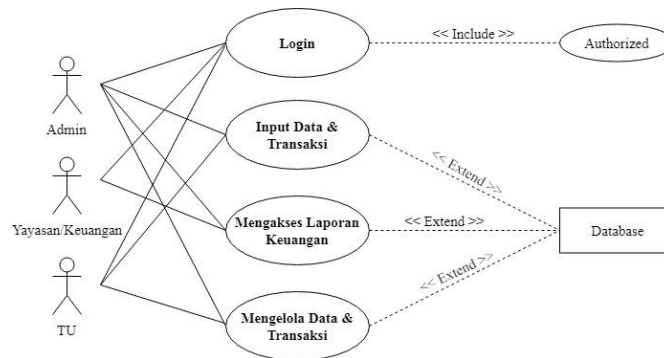 Login
<< Include >>
Authorized
Admin
Input Data &
Transaksi
<< Extend >>
Yayasan/Keuangan
Mengakses Laporan
Keuangan
<< Extend >>
Database
TU
Mengelola Data &
Transaksi
<< Extend >>